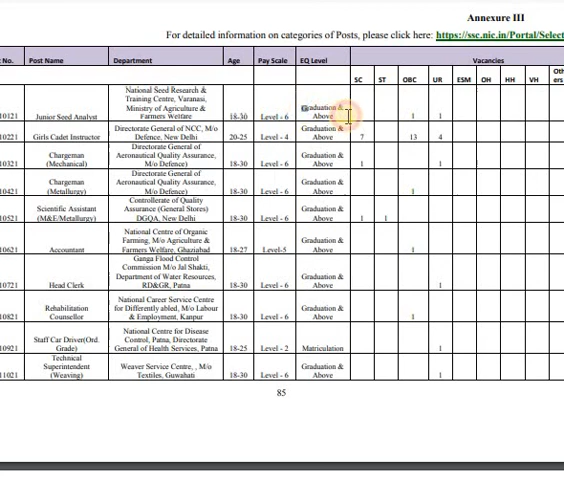 Annexure III
For detailed information on categories of Posts, please click here: https://ssc.nic.in/Portal/Select
No. Post Name Department Age Pay Scale EQ Level Vacancies
SC ST OBC UR ESM OH HH VH Oth
ers
National Seed Research &
Training Centre, Varanasi,
Ministry of Agriculture & Graduation &
10121 Junior Seed Analyst Farmers Welfare 18-30 Level - 6 Above 1 1
Directorate General of NCC, M/o Graduation &
10221 Girls Cadet Instructor Defence, New Delhi 20-25 Level - 4 Above 7 13 4
Directorate General of
Chargeman Aeronautical Quality Assurance, Graduation &
10321 (Mechanical) M/o Defence) 18-30 Level - 6 Above 1 1
Directorate General of
Chargeman Aeronautical Quality Assurance, Graduation &
10421 (Metallurgy) M/o Defence) 18-30 Level - 6 Above 1
Controllerate of Quality
Scientific Assistant Assurance (General Stores) Graduation &
10521 (M&E/Metallurgy) DGQA, New Delhi 18-30 Level - 6 Above 1 1
National Centre of Organic
Farming, M/o Agriculture & Graduation &
10621 Accountant Farmers Welfare, Ghaziabad 18-27 Level-5 Above 1
Ganga Flood Control
Commission M/o Jal Shakti,
Department of Water Resources, Graduation &
10721 Head Clerk RD&GR, Patna 18-30 Level - 6 Above 1
National Career Service Centre
Rehabilitation for Differently abled, M/o Labour Graduation &
10821 Counsellor & Employment, Kanpur 18-30 Level - 6 Above 1
National Centre for Disease
Staff Car Driver(Ord. Control, Patna, Directorate
10921 Grade) General of Health Services, Patna 18-25 Level - 2 Matriculation 1
Technical
Superintendent Weaver Service Centre, , M/o Graduation &
11021 (Weaving) Textiles, Guwahati 18-30 Level - 6 Above 1
85